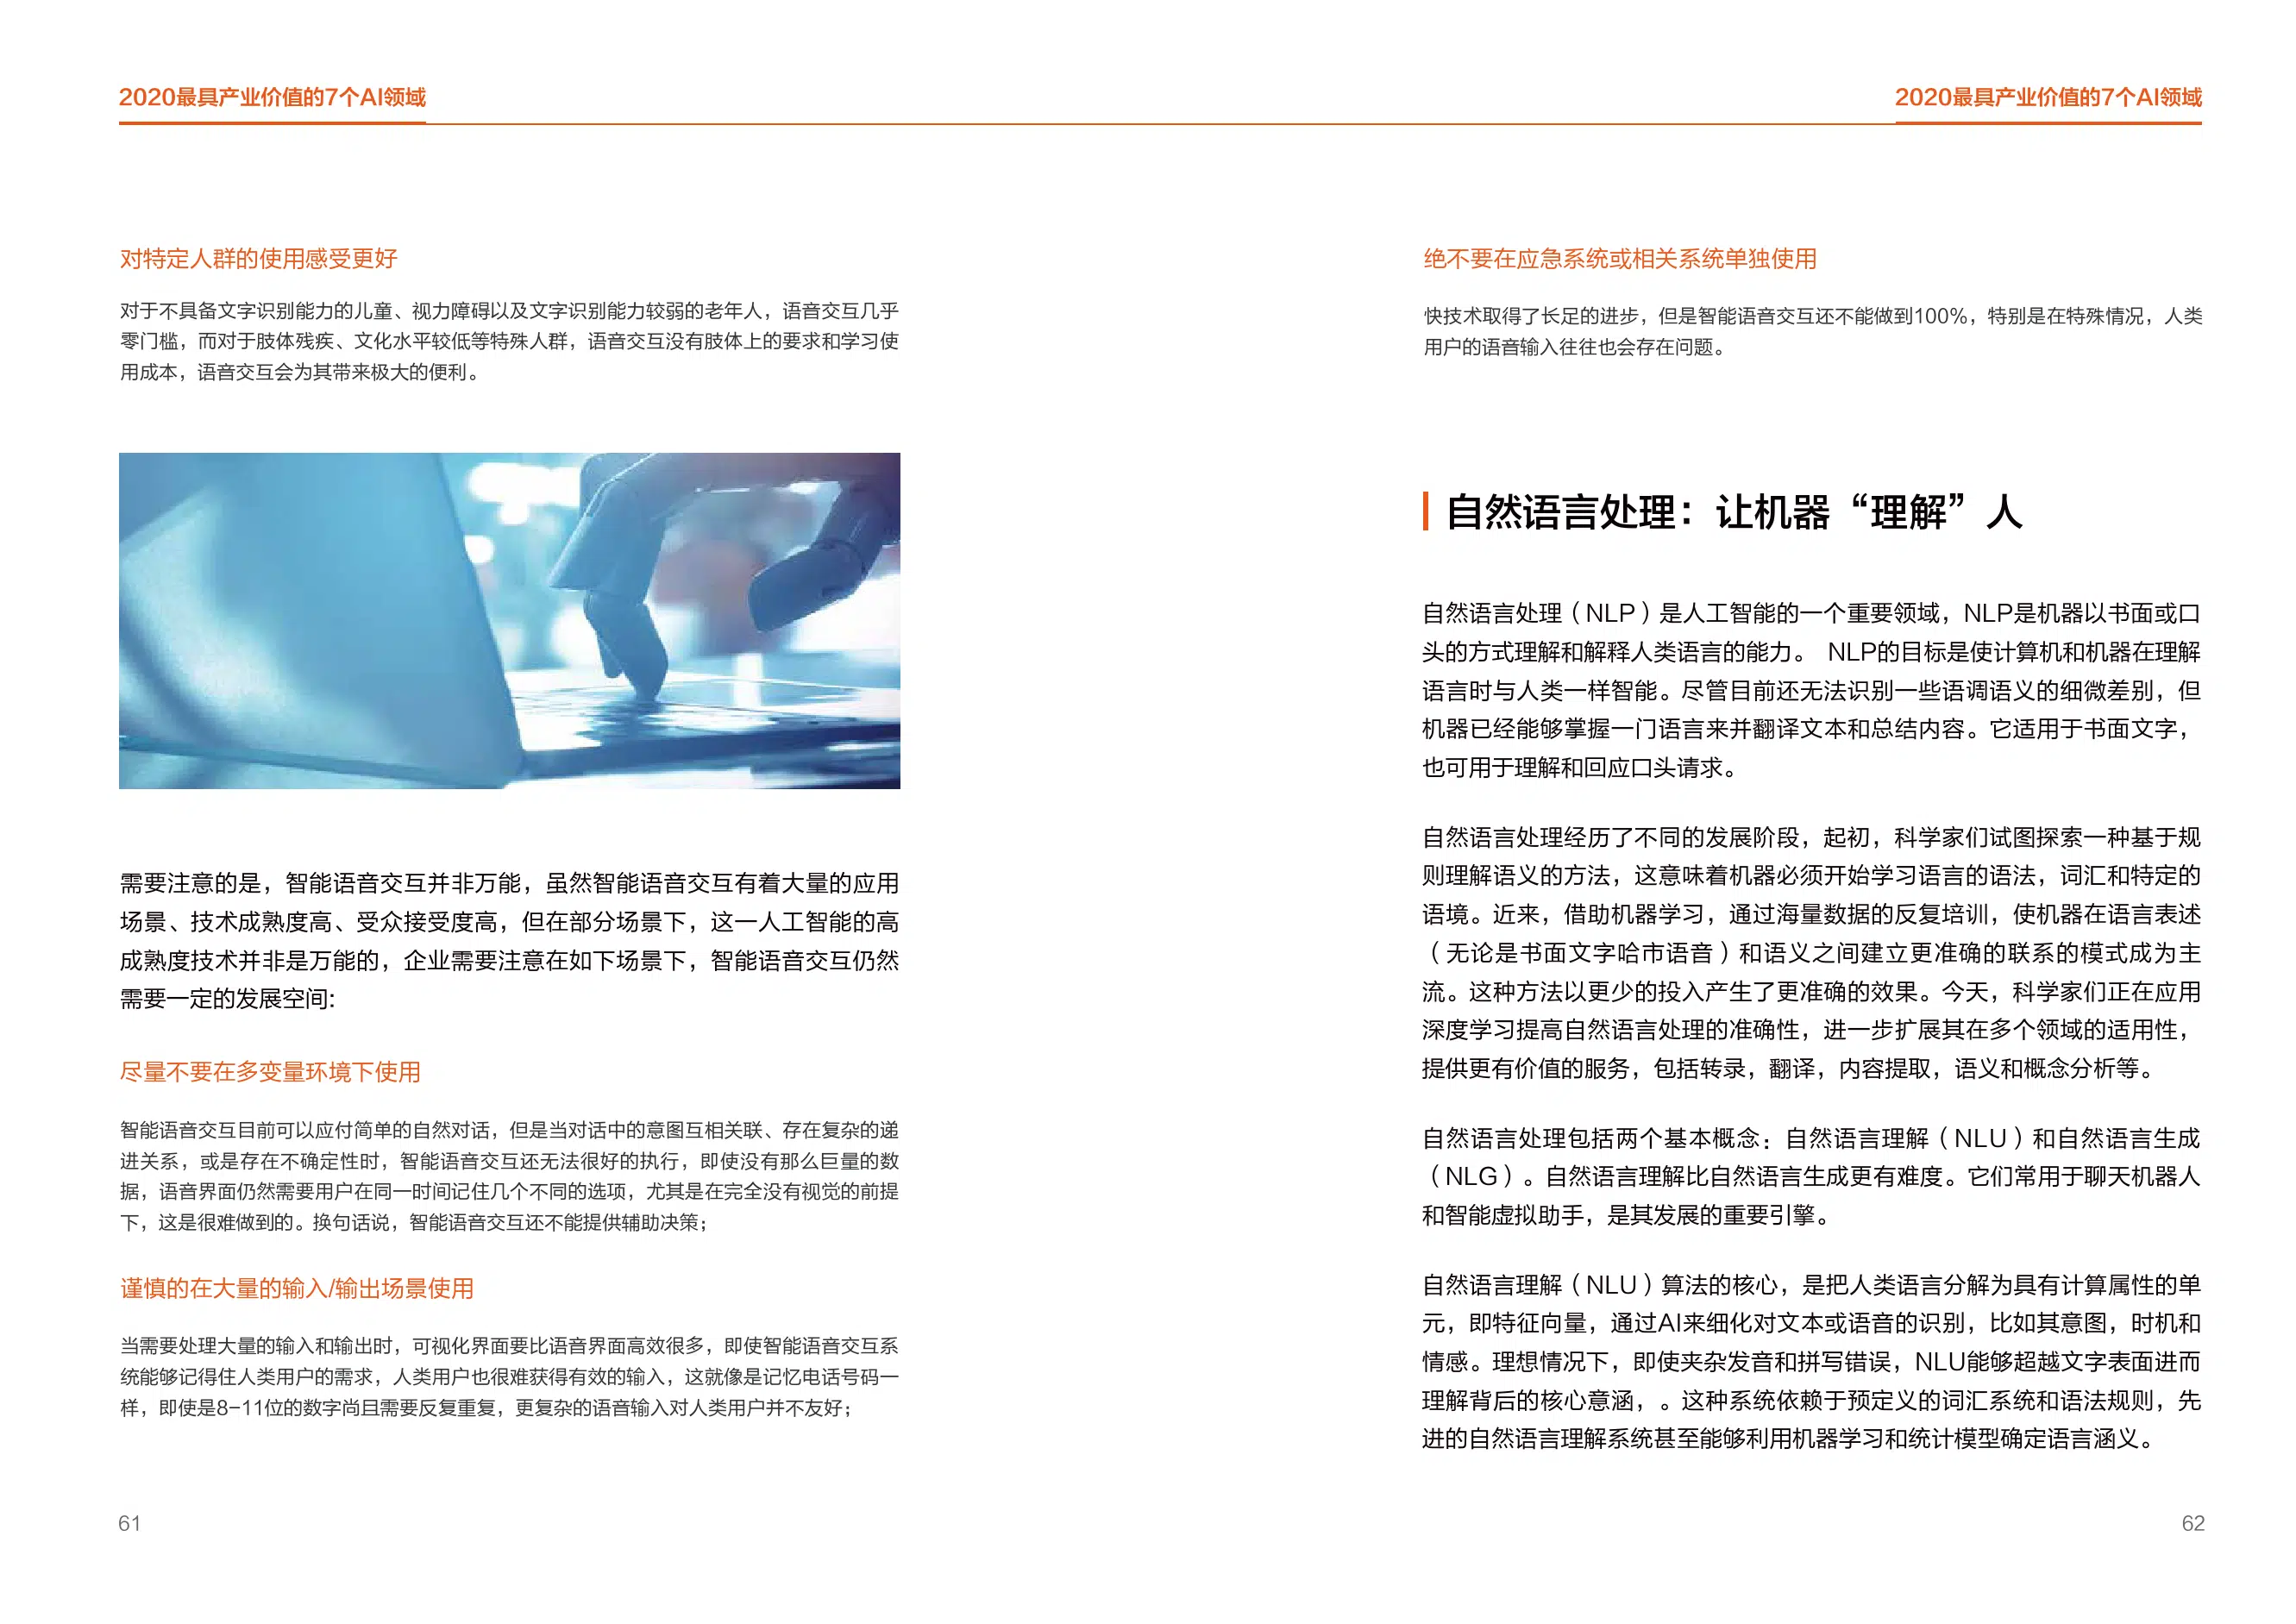 2020最具产业价值的7个AI领域
对特定人群的使用感受更好
对于不具备文字识别能力的儿童、视力障碍以及文字识别能力较弱的老年人，语音交互几乎
零门槛，而对于肢体残疾、文化水平较低等特殊人群，语音交互没有肢体上的要求和学习使
用成本，语音交互会为其带来极大的便利。
需要注意的是，智能语音交互并非万能，虽然智能语音交互有着大量的应用
场景、技术成熟度高、受众接受度高，但在部分场景下，这一人工智能的高
成熟度技术并非是万能的，企业需要注意在如下场景下，智能语音交互仍然
需要一定的发展空间:
尽量不要在多变量环境下使用
智能语音交互目前可以应付简单的自然对话，但是当对话中的意图互相关联、存在复杂的递
进关系，或是存在不确定性时，智能语音交互还无法很好的执行，即使没有那么巨量的数
据，语音界面仍然需要用户在同一时间记住几个不同的选项，尤其是在完全没有视觉的前提
下，这是很难做到的。换句话说，智能语音交互还不能提供辅助决策；
谨慎的在大量的输入/输出场景使用
当需要处理大量的输入和输出时，可视化界面要比语音界面高效很多，即使智能语音交互系
统能够记得住人类用户的需求，人类用户也很难获得有效的输入，这就像是记忆电话号码一
样，即使是8-11位的数字尚且需要反复重复，更复杂的语音输入对人类用户并不友好；
61
2020最具产业价值的7个AI领域
绝不要在应急系统或相关系统单独使用
快技术取得了长足的进步，但是智能语音交互还不能做到100%，特别是在特殊情况，人类
用户的语音输入往往也会存在问题。
自然语言处理：让机器“理解”人
自然语言处理（NLP）是人工智能的一个重要领域，NLP是机器以书面或口
头的方式理解和解释人类语言的能力。 NLP的目标是使计算机和机器在理解
语言时与人类一样智能。尽管目前还无法识别一些语调语义的细微差别，但
机器已经能够掌握一门语言来并翻译文本和总结内容。它适用于书面文字，
也可用于理解和回应口头请求。
自然语言处理经历了不同的发展阶段，起初，科学家们试图探索一种基于规
则理解语义的方法，这意味着机器必须开始学习语言的语法，词汇和特定的
语境。近来，借助机器学习，通过海量数据的反复培训，使机器在语言表述
（无论是书面文字哈市语音）和语义之间建立更准确的联系的模式成为主
流。这种方法以更少的投入产生了更准确的效果。今天，科学家们正在应用
深度学习提高自然语言处理的准确性，进一步扩展其在多个领域的适用性，
提供更有价值的服务，包括转录，翻译，内容提取，语义和概念分析等。
自然语言处理包括两个基本概念：自然语言理解（NLU）和自然语言生成
（NLG）。自然语言理解比自然语言生成更有难度。它们常用于聊天机器人
和智能虚拟助手，是其发展的重要引擎。
自然语言理解（NLU）算法的核心，是把人类语言分解为具有计算属性的单
元，即特征向量，通过AI来细化对文本或语音的识别，比如其意图，时机和
情感。理想情况下，即使夹杂发音和拼写错误，NLU能够超越文字表面进而
理解背后的核心意涵，。这种系统依赖于预定义的词汇系统和语法规则，先
进的自然语言理解系统甚至能够利用机器学习和统计模型确定语言涵义。
62